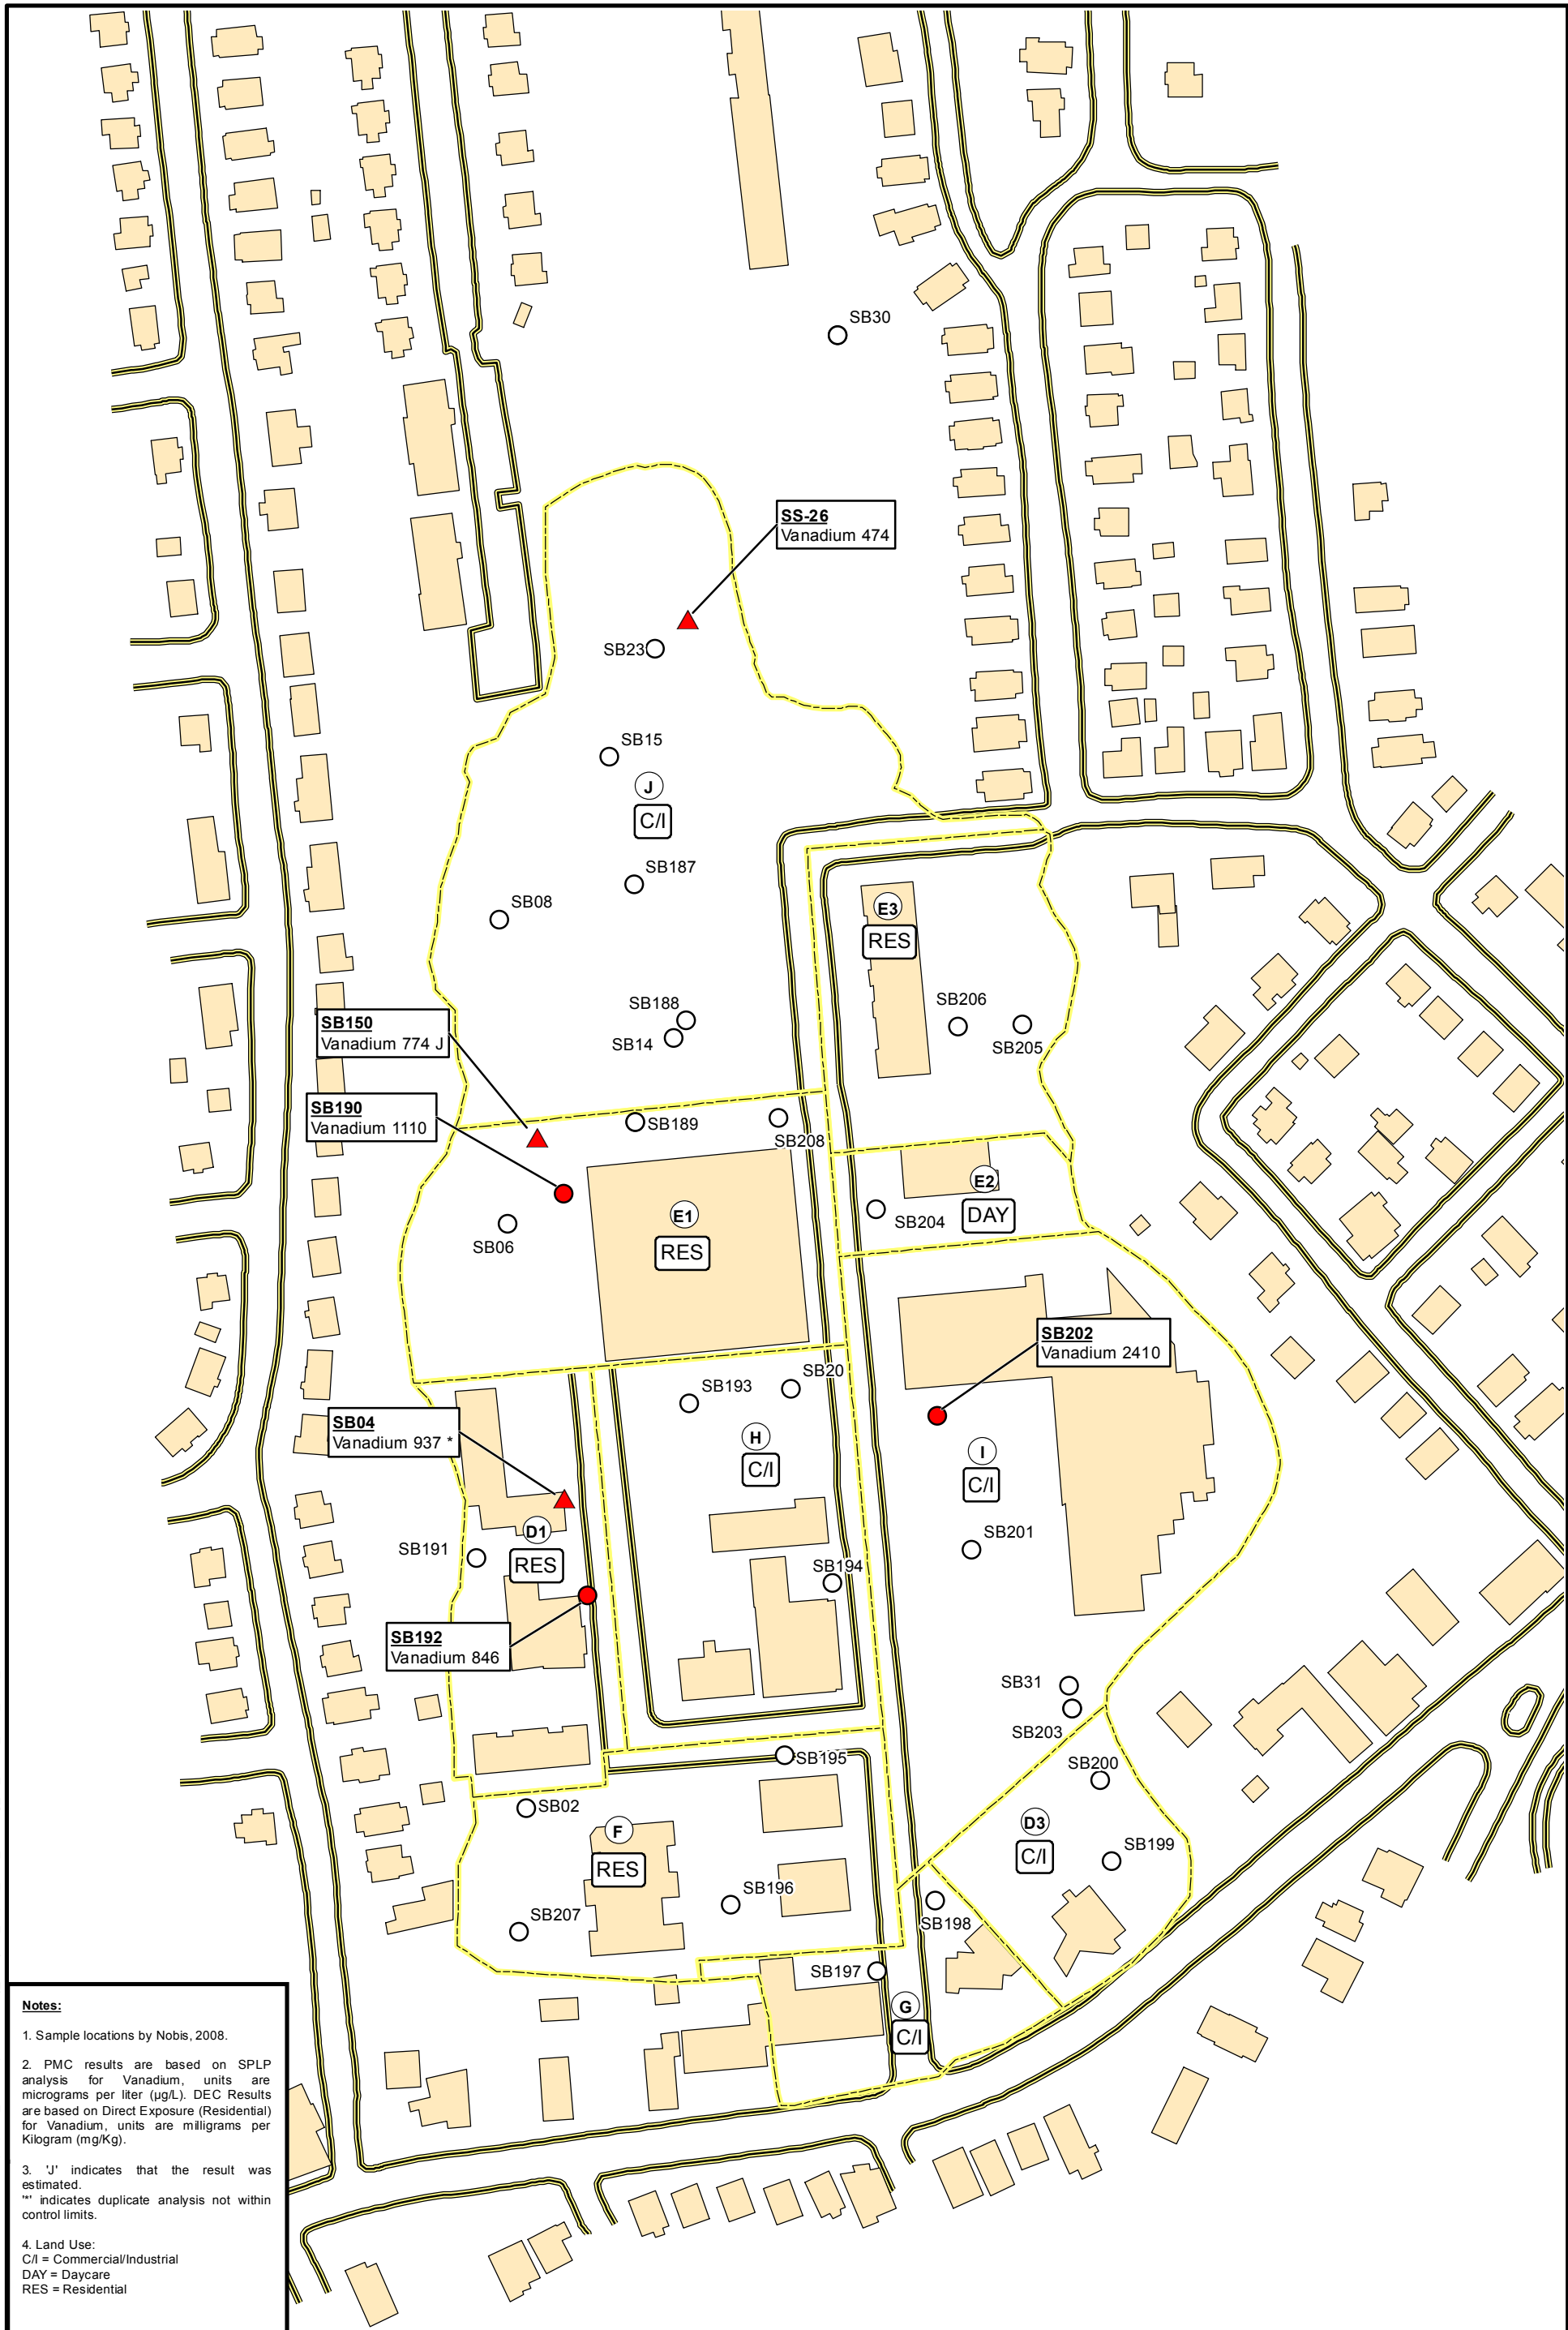 SB30
SS-26
Vanadium 474
SB23
SB15
J
C/I
SB187
SB08
E3
RES
SB188
SB206
SB150
Vanadium 774 J
SB14
SB205
SB190
Vanadium 1110
SB189
SB208
E2
DAY
SB204
E1
RES
SB06
SB202
Vanadium 2410
SB20
SB193
SB04
Vanadium 937 *
H
C/I
I
C/I
D1
RES
SB191
SB201
SB194
SB192
Vanadium 846
SB31
SB203
SB195
SB200
SB02
D3
C/I
F
RES
SB199
SB196
SB207
SB198
SB197
G
C/I
Notes:
1. Sample locations by Nobis, 2008.
2. PMC results are based on SPLP
analysis for Vanadium, units are
micrograms per liter (µg/L). DEC Results
are based on Direct Exposure (Residential)
for Vanadium, units are milligrams per
Kilogram (mg/Kg).
3. 'J' indicates that the result was
estimated.
'*' indicates duplicate analysis not within
control limits.
4. Land Use:
C/I = Commercial/Industrial
DAY = Daycare
RES = Residential